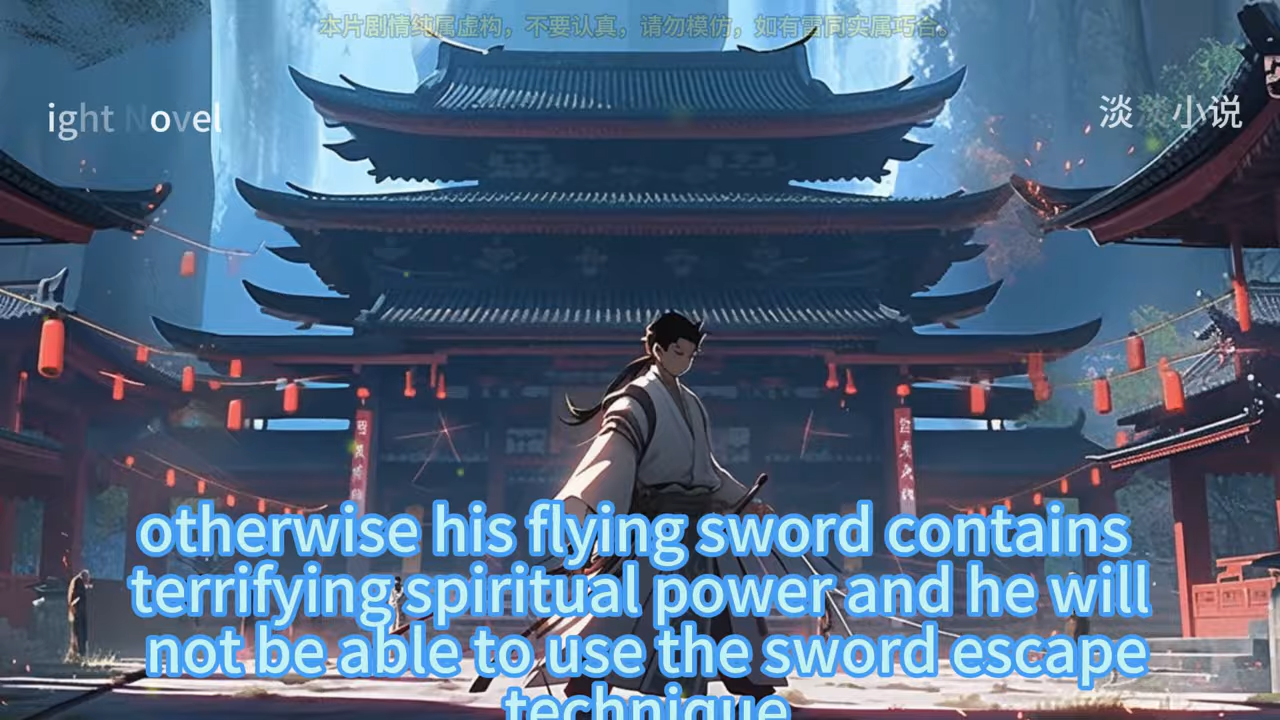 本片剧情纯属虚构，不要认真，请勿模仿，如有雷同实属巧合。
ight Novel
淡淡小说
otherwise his flying sword contains
terrifying spiritual power and he will
not be able to use the sword escape
technique